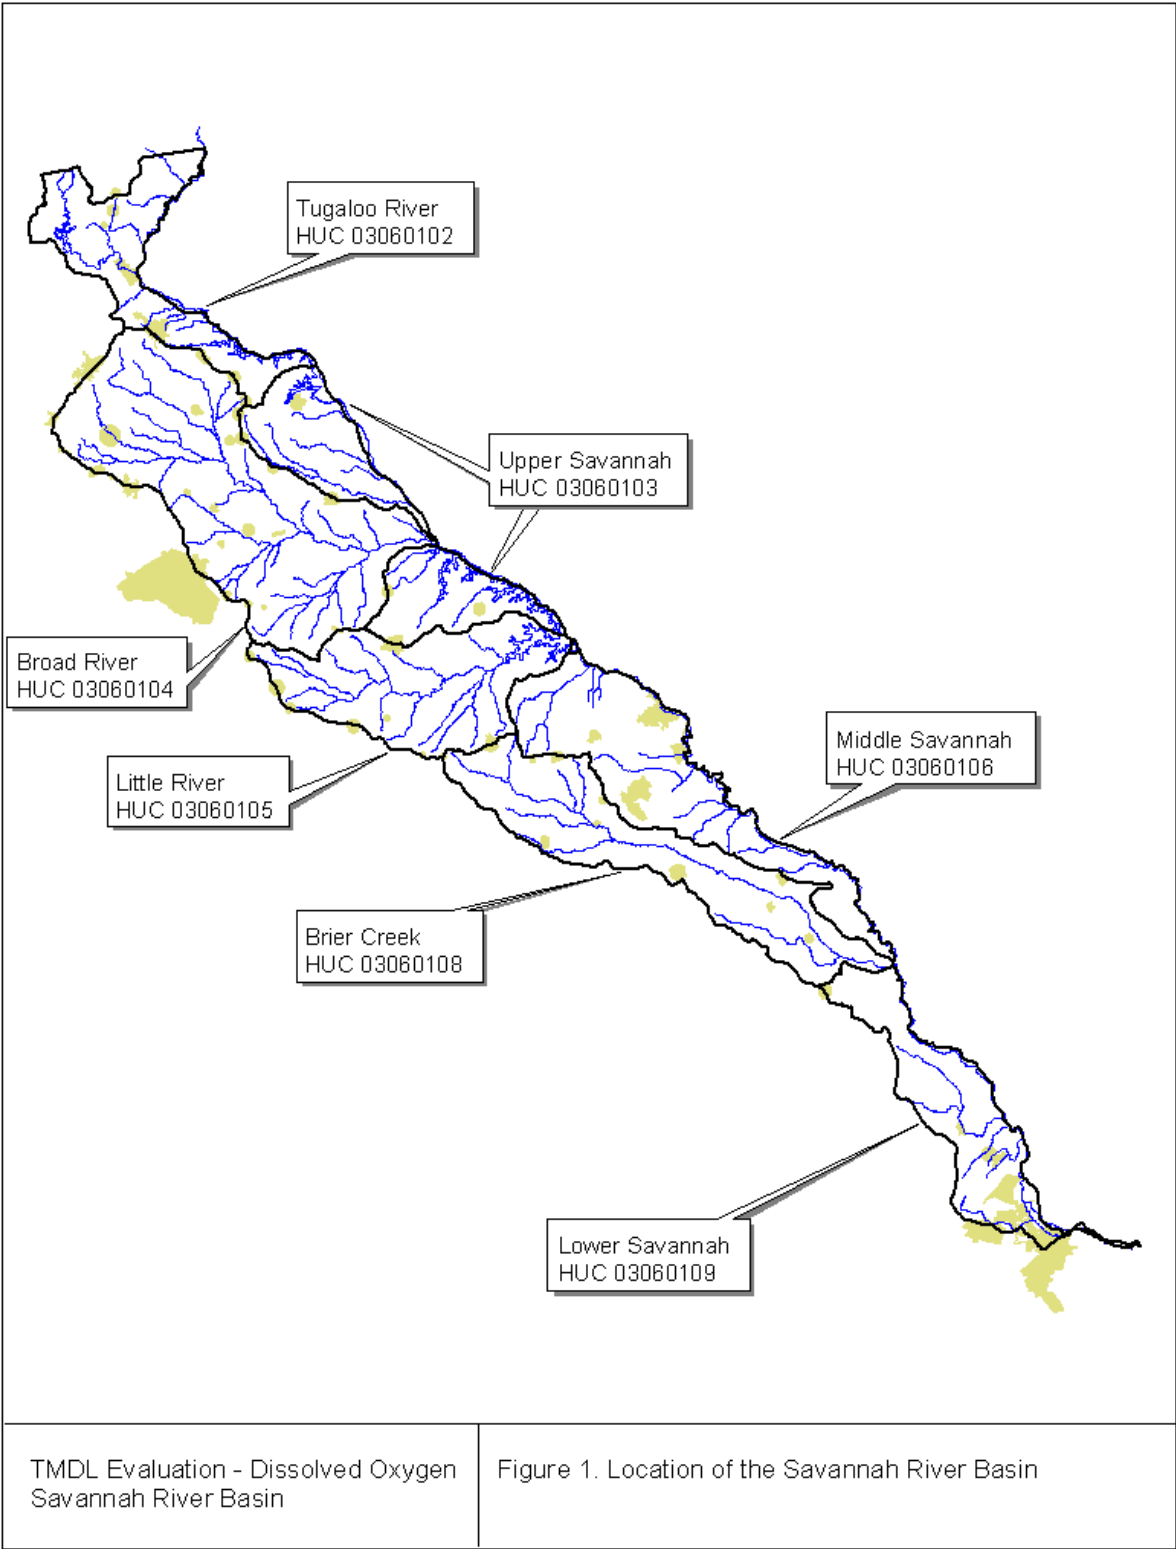 Tugaloo River
HUC 03060102
Upper Savannah
HUC 03060103
Broad River
HUC 03060104
Middle Savannah
HUC 03060106
Little River
HUC 03060105
Brier Creek
HUC 03060108
Lower Savannah
HUC 03060109
TMDL Evaluation - Dissolved Oxygen
Savannah River Basin
Figure 1. Location of the Savannah River Basin